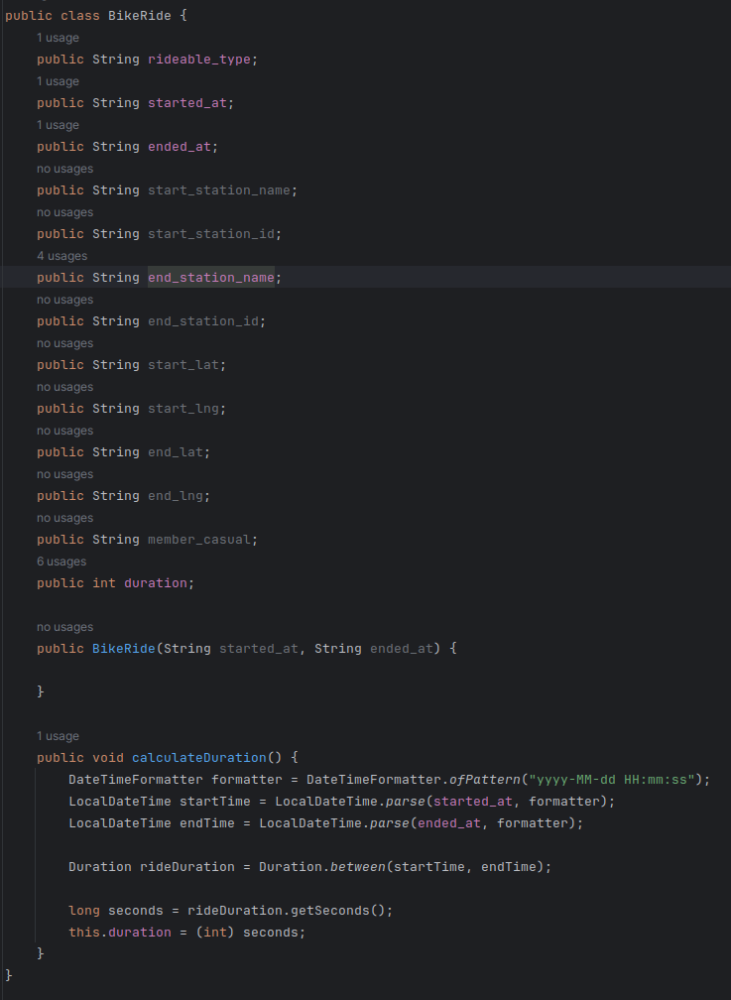 public class BikeRide {
1 usage
public String rideable_type;
1 usage
public String started_at;
1 usage
public String ended_at;
no usages
public String start_station_name;
no usages
public String start_station_id;
4 usages
public String end_station_name;
no usages
public String end_station_id;
no usages
public String start_lat;
no usages
public String start_lng;
no usages
public String end_lat;
no usages
public String end_lng;
no usages
public String member_casual;
6 usages
public int duration;
no usages
public BikeRide(String started_at, String ended_at) {
}
1 usage
public void calculateDuration() {
DateTimeFormatter formatter = DateTimeFormatter.ofPattern("yyyy-MM-dd HH:mm:ss");
LocalDateTime startTime = LocalDateTime.parse(started_at, formatter);
LocalDateTime endTime = LocalDateTime.parse(ended_at, formatter);
Duration rideDuration = Duration.between(startTime, endTime);
long seconds = rideDuration.getSeconds();
this.duration = (int) seconds;
}
}